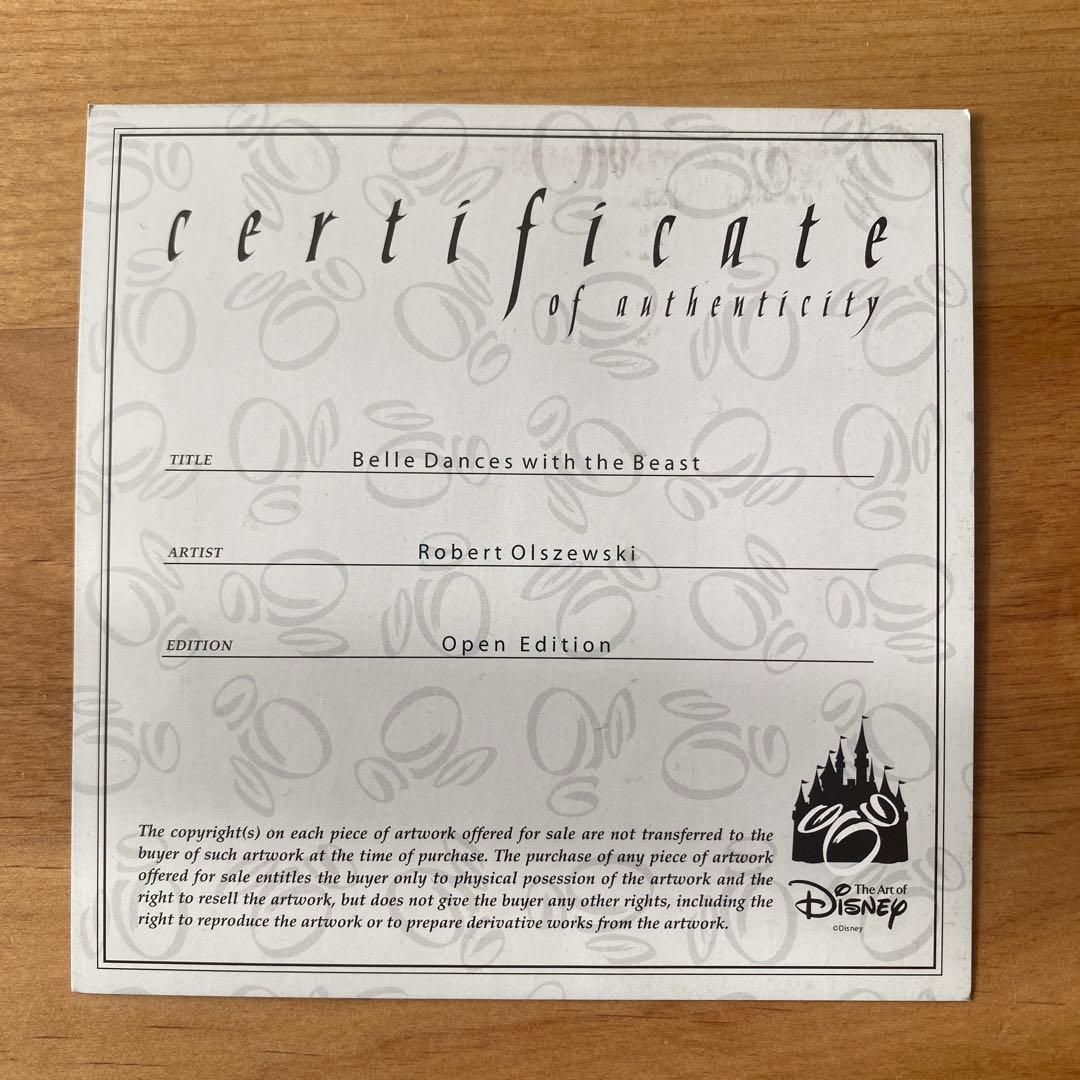 certificate
of authenticity
TITLE Belle Dances with the Beast
ARTIST Robert Olszewski
EDITION Open Edition
The copyright(s) on each piece of artwork offered for sale are not transferred to the
buyer of such artwork at the time of purchase. The purchase of any piece of artwork
offered for sale entitles the buyer only to physical posession of the artwork and the
right to resell the artwork, but does not give the buyer any other rights, including the
right to reproduce the artwork or to prepare derivative works from the artwork.
The Art of
Disney
©Disney